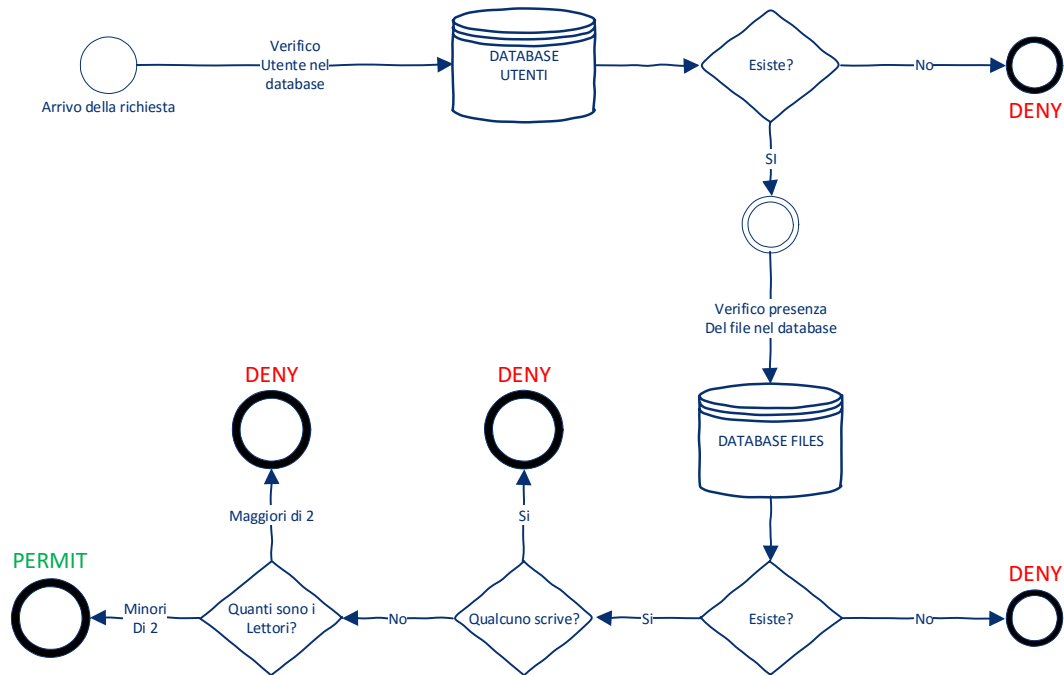 Verifico
Utente nel
database
Arrivo della richiesta
DATABASE
UTENTI
Esiste?
No
DENY
SI
Verifico presenza
Del file nel database
DATABASE FILES
Esiste?
No
DENY
Si
Qualcuno scrive?
Si
DENY
No
Quanti sono i
Lettori?
Maggiori di 2
DENY
Minori
Di 2
PERMIT